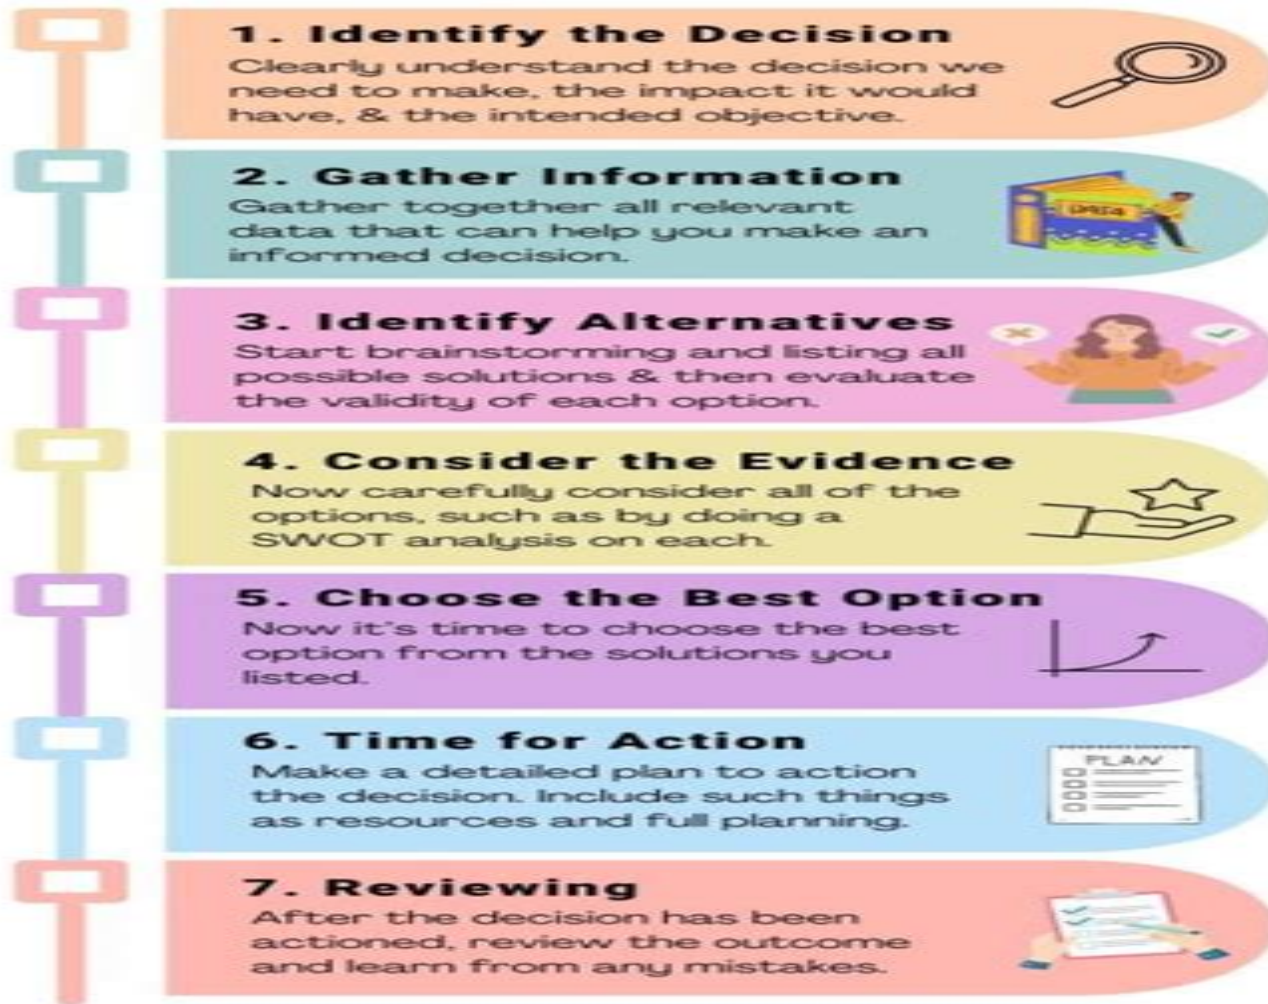 1. Identify the Decision
Clearly understand the decision we
need to make, the impact it would
have, & the intended objective.
2. Gather Information
Gather together all relevant
data that can help you make an
informed decision.
DATA
3. Identify Alternatives
Start brainstorming and listing all
possible solutions & then evaluate
the validity of each option.
4. Consider the Evidence
Now carefully consider all of the
options, such as by doing a
SWOT analysis on each.
5. Choose the Best Option
Now it's time to choose the best
option from the solutions you
listed.
6. Time for Action
Make a detailed plan to action
the decision. Include such things
as resources and full planning.
PLAN
7. Reviewing
After the decision has been
actioned, review the outcome
and learn from any mistakes.